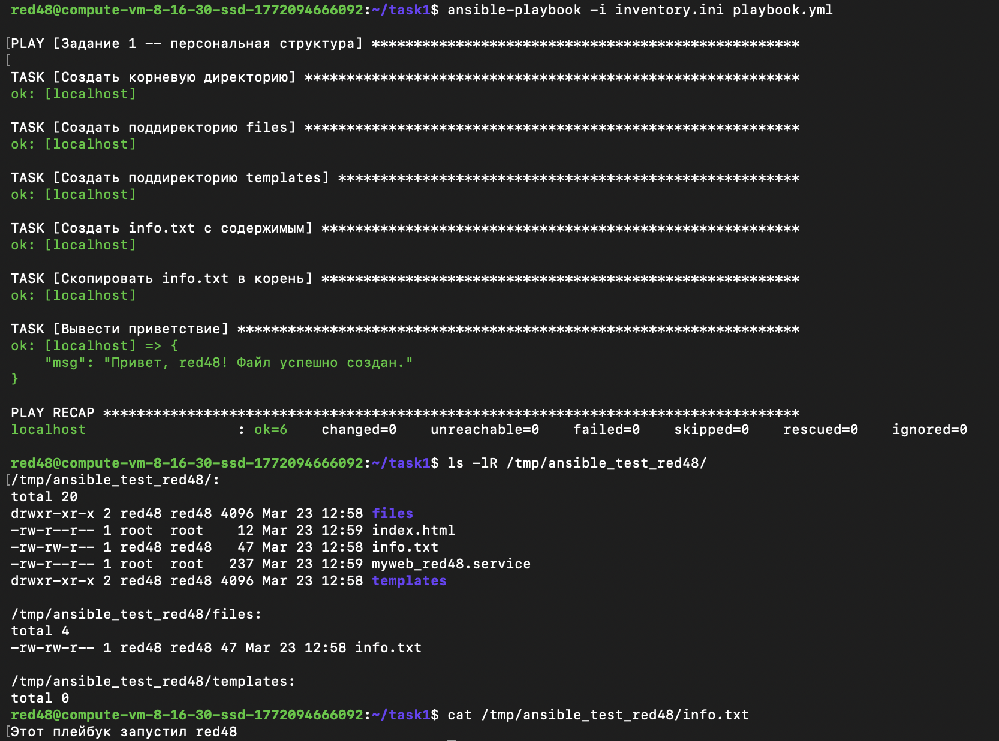 red48@compute-vm-8-16-30-ssd-1772094666092:~/task1$ ansible-playbook -i inventory.ini playbook.yml
[PLAY [Задание 1 -- персональная структура] ***************************************************
[
TASK [Создать корневую директорию] ***********************************************************
ok: [localhost]
TASK [Создать поддиректорию files] ***********************************************************
ok: [localhost]
TASK [Создать поддиректорию templates] *******************************************************
ok: [localhost]
TASK [Создать info.txt с содержимым] *********************************************************
ok: [localhost]
TASK [Скопировать info.txt в корень] *********************************************************
ok: [localhost]
TASK [Вывести приветствие] *******************************************************************
ok: [localhost] => {
    "msg": "Привет, red48! Файл успешно создан."
}
PLAY RECAP ***********************************************************************************
localhost                  : ok=6    changed=0    unreachable=0    failed=0    skipped=0    rescued=0    ignored=0
red48@compute-vm-8-16-30-ssd-1772094666092:~/task1$ ls -lR /tmp/ansible_test_red48/
[/tmp/ansible_test_red48/:
total 20
drwxr-xr-x 2 red48 red48 4096 Mar 23 12:58 files
-rw-r--r-- 1 root  root    12 Mar 23 12:59 index.html
-rw-rw-r-- 1 red48 red48   47 Mar 23 12:58 info.txt
-rw-r--r-- 1 root  root   237 Mar 23 12:59 myweb_red48.service
drwxr-xr-x 2 red48 red48 4096 Mar 23 12:58 templates
/tmp/ansible_test_red48/files:
total 4
-rw-rw-r-- 1 red48 red48 47 Mar 23 12:58 info.txt
/tmp/ansible_test_red48/templates:
total 0
red48@compute-vm-8-16-30-ssd-1772094666092:~/task1$ cat /tmp/ansible_test_red48/info.txt
[Этот плейбук запустил red48